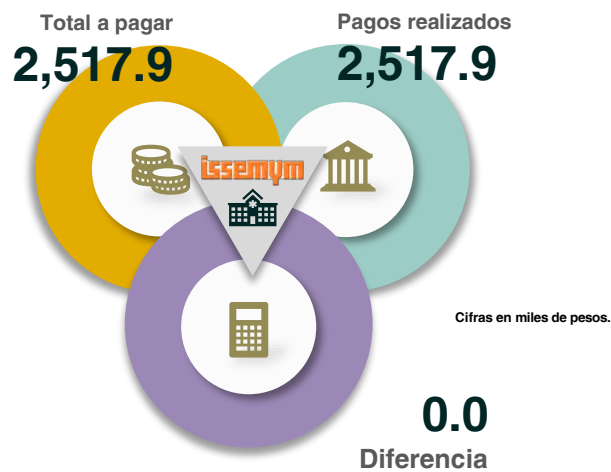 Total a pagar
2,517.9
Pagos realizados
2,517.9
issemym
Cifras en miles de pesos.
0.0
Diferencia